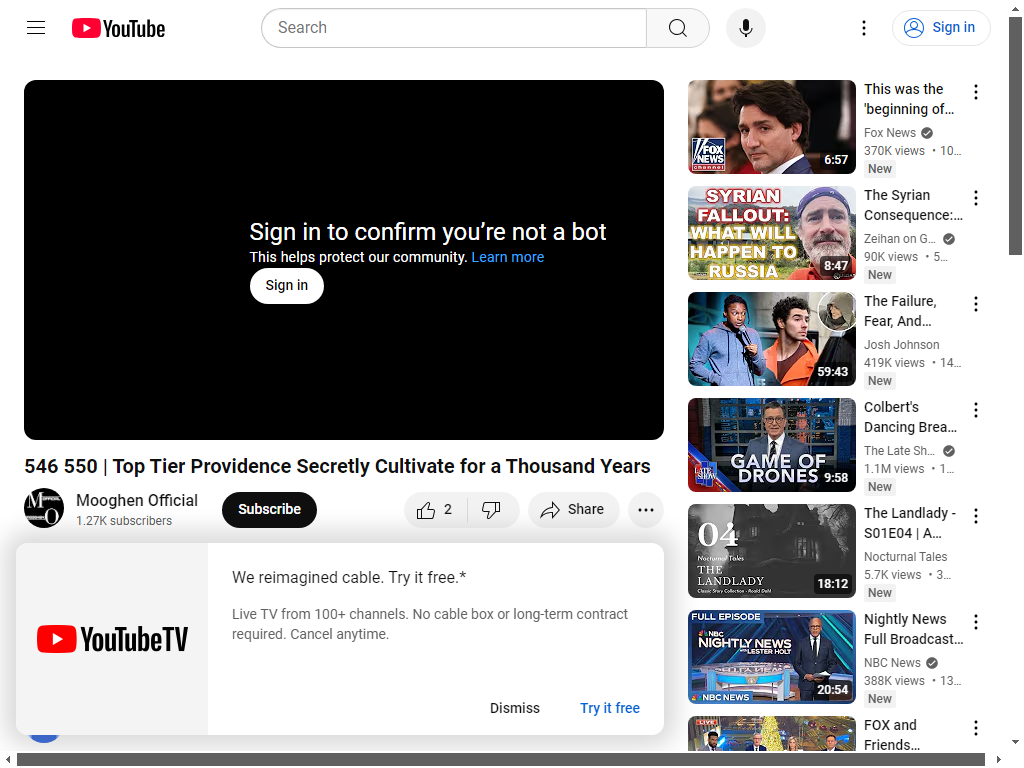 YouTube
Search
Sign in
Sign in to confirm you’re not a bot
This helps protect our community. Learn more
Sign in
546 550 | Top Tier Providence Secretly Cultivate for a Thousand Years
Mooghen Official
1.27K subscribers
Subscribe
2
Share
We reimagined cable. Try it free.*
Live TV from 100+ channels. No cable box or long-term contract
required. Cancel anytime.
YouTubeTV
Dismiss
Try it free
FOX
NEWS
channel
6:57
This was the
'beginning of…
Fox News
370K views • 10…
New
SYRIAN
FALLOUT:
WHAT WILL
HAPPEN TO
RUSSIA
8:47
The Syrian
Consequence:…
Zeihan on G…
90K views • 5…
New
59:43
The Failure,
Fear, And…
Josh Johnson
419K views • 14…
New
LATE SHOW
GAME OF
DRONES
9:58
Colbert's
Dancing Brea…
The Late Sh…
1.1M views • 1…
New
04
Nocturnal Tales
THE
LANDLADY
Classic Story Collection - Roald Dahl
18:12
The Landlady -
S01E04 | A…
Nocturnal Tales
5.7K views • 3…
New
FULL EPISODE
NBC
NIGHTLY NEWS
WITH LESTER HOLT
NBC NEWS
20:54
Nightly News
Full Broadcast…
NBC News
388K views • 13…
New
LIVE
FOX and
Friends…